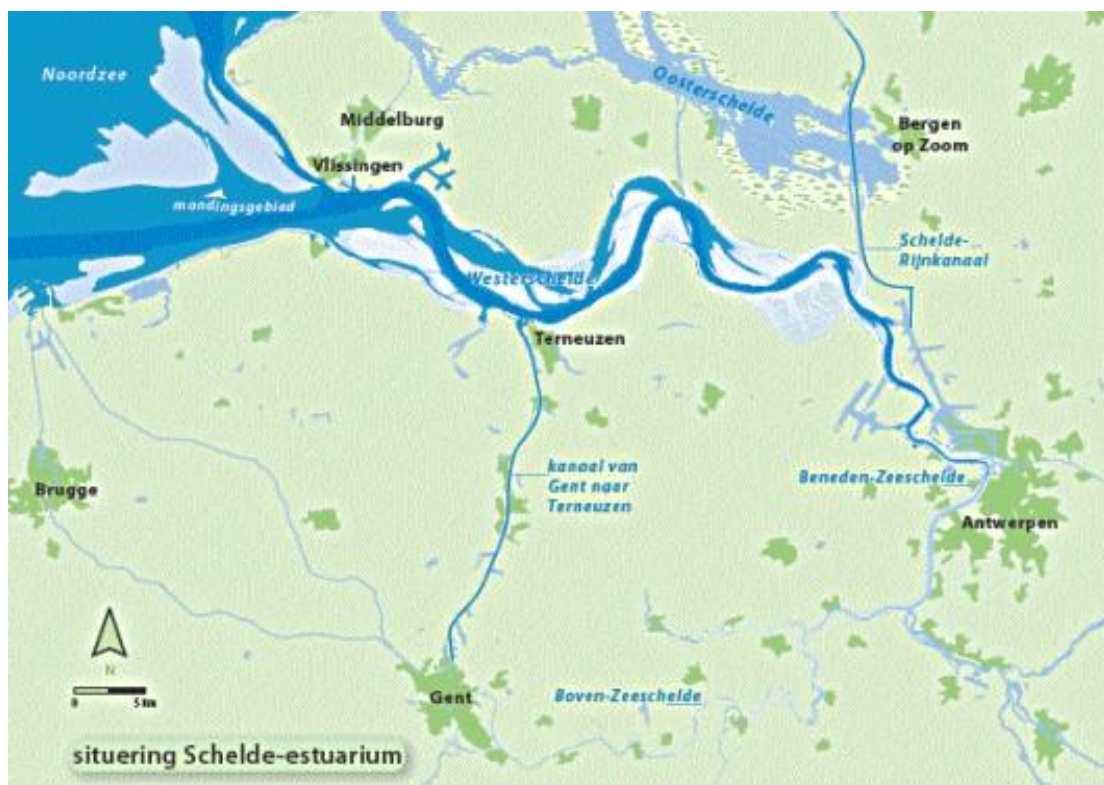 Noordzee
Oosterschelde
Middelburg
Bergen
op Zoom
Vlissingen
mondingsgebied
Schelde-
Rijnkanaal
Westerschelde
Terneuzen
kanaal van
Gent naar
Terneuzen
Beneden-Zeeschelde
Brugge
Antwerpen
N
0 5 km
Gent
Boven-Zeeschelde
situering Schelde-estuarium